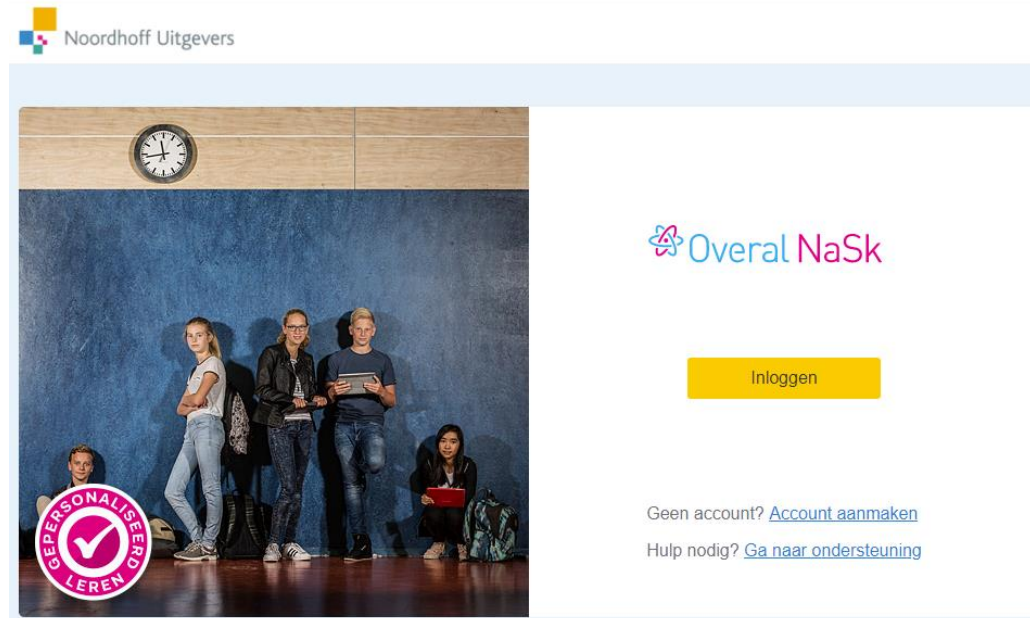 Noordhoff Uitgevers
Overal NaSk
Inloggen
GEPERSONALISEERD
LEREN
Geen account? Account aanmaken
Hulp nodig? Ga naar ondersteuning